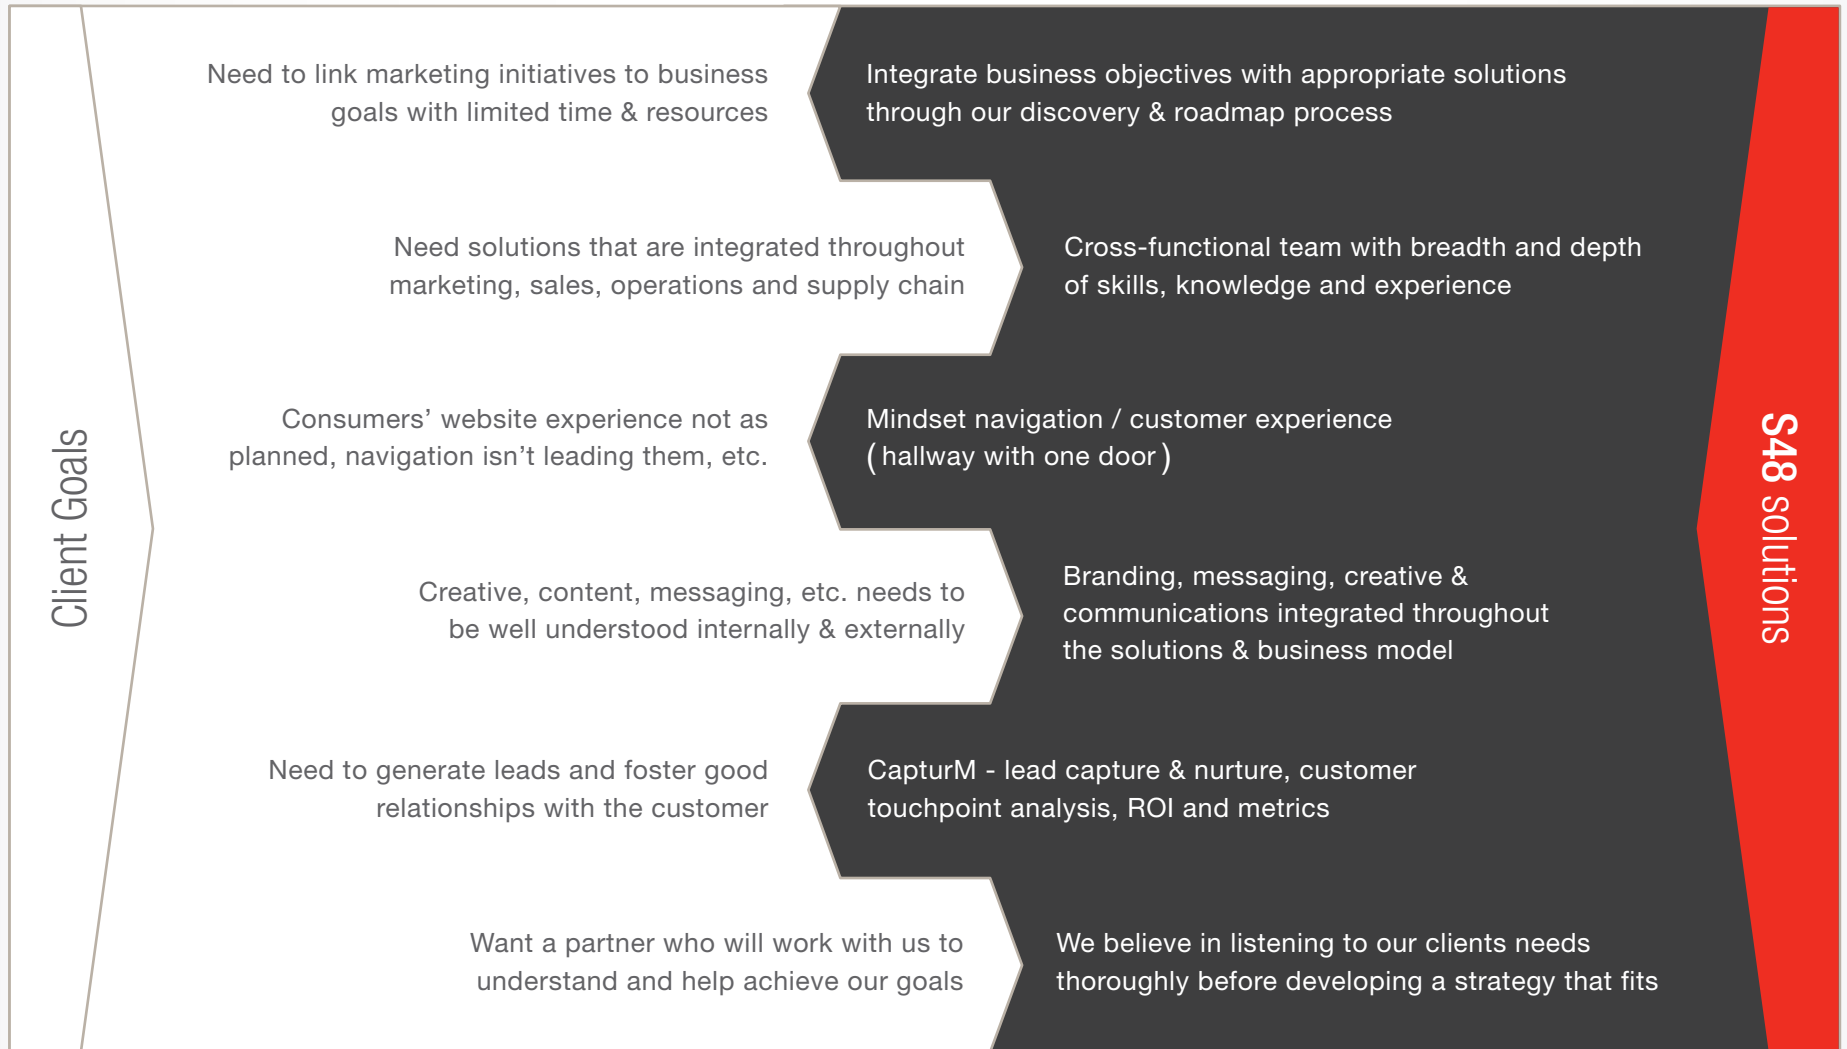 Client Goals
Need to link marketing initiatives to business
goals with limited time & resources
Integrate business objectives with appropriate solutions
through our discovery & roadmap process
Need solutions that are integrated throughout
marketing, sales, operations and supply chain
Cross-functional team with breadth and depth
of skills, knowledge and experience
Consumers’ website experience not as
planned, navigation isn’t leading them, etc.
Mindset navigation / customer experience
(hallway with one door)
Creative, content, messaging, etc. needs to
be well understood internally & externally
Branding, messaging, creative &
communications integrated throughout
the solutions & business model
Need to generate leads and foster good
relationships with the customer
CapturM - lead capture & nurture, customer
touchpoint analysis, ROI and metrics
Want a partner who will work with us to
understand and help achieve our goals
We believe in listening to our clients needs
thoroughly before developing a strategy that fits
S48 solutions